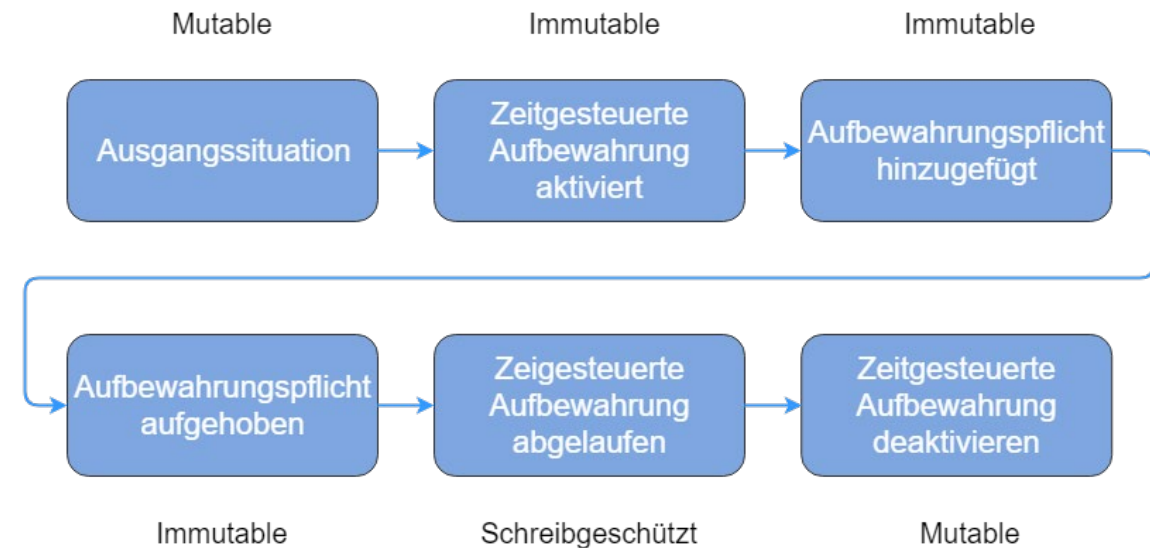 Mutable
Immutable
Immutable
Ausgangssituation
Zeitgesteuerte
Aufbewahrung
aktiviert
Aufbewahrungspflicht
hinzugefügt
Aufbewahrungspflicht
aufgehoben
Zeigesteuerte
Aufbewahrung
abgelaufen
Zeitgesteuerte
Aufbewahrung
deaktivieren
Immutable
Schreibgeschützt
Mutable